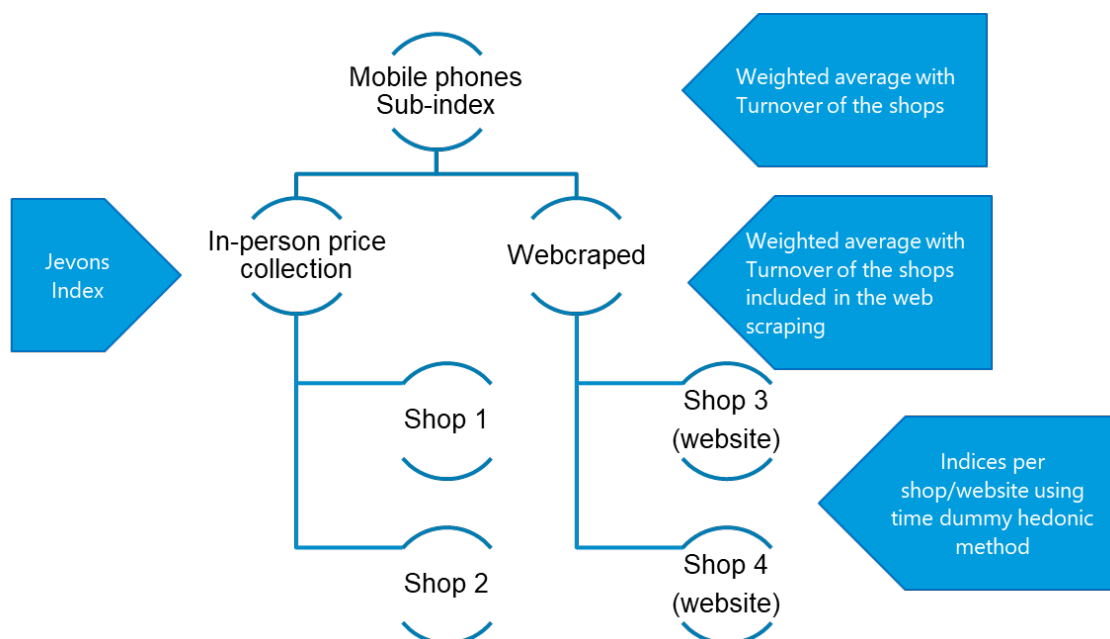 Mobile phones
Sub-index
Weighted average with
Turnover of the shops
Jevons
Index
In-person price
collection
Webcraped
Weighted average with
Turnover of the shops
included in the web
scraping
Shop 1
Shop 3
(website)
Indices per
shop/website using
time dummy hedonic
method
Shop 2
Shop 4
(website)